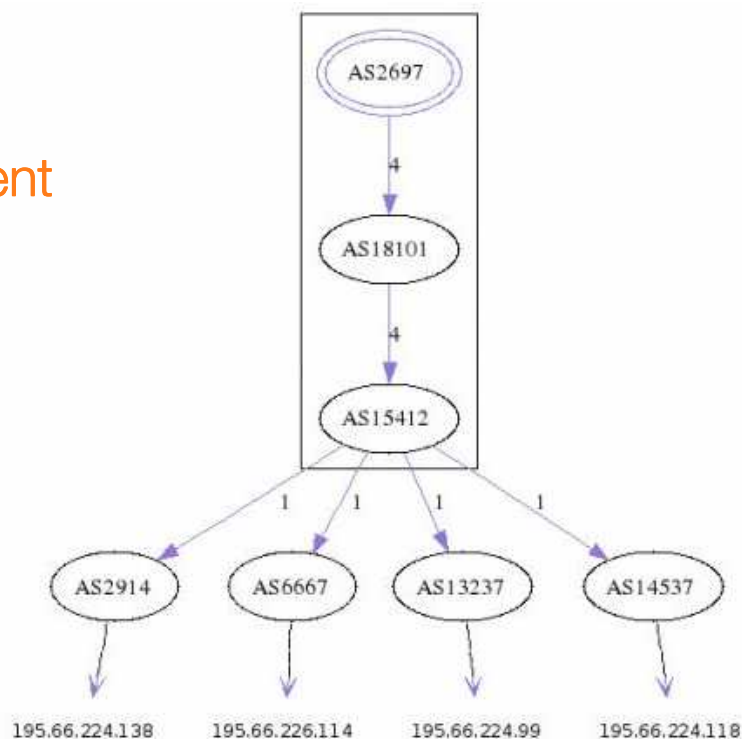 AS2697
4
ent
AS18101
4
AS15412
1 1 1 1
AS2914 AS6667 AS13237 AS14537
195.66.224.138 195.66.226.114 195.66.224.99 195.66.224.118